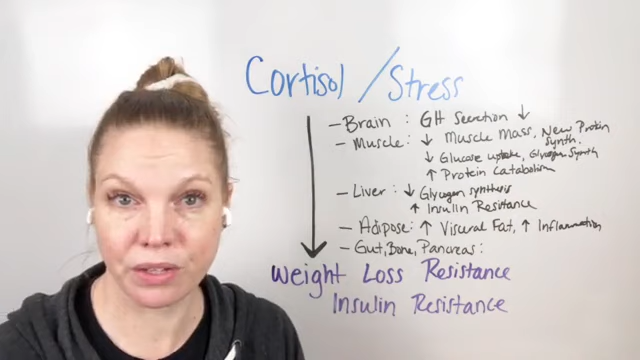 Cortisol / Stress
- Brain : GH Secretion ↓
- Muscle : ↓ Muscle Mass, New Protein Synth.
↓ Glucose uptake, Glycogen Synth
↑ Protein Catabolism
- Liver : ↓ Glycogen synthesis
↑ Insulin Resistance
- Adipose : ↑ Visceral Fat, ↑ Inflammation
- Gut, Bone, Pancreas :
Weight Loss Resistance
Insulin Resistance